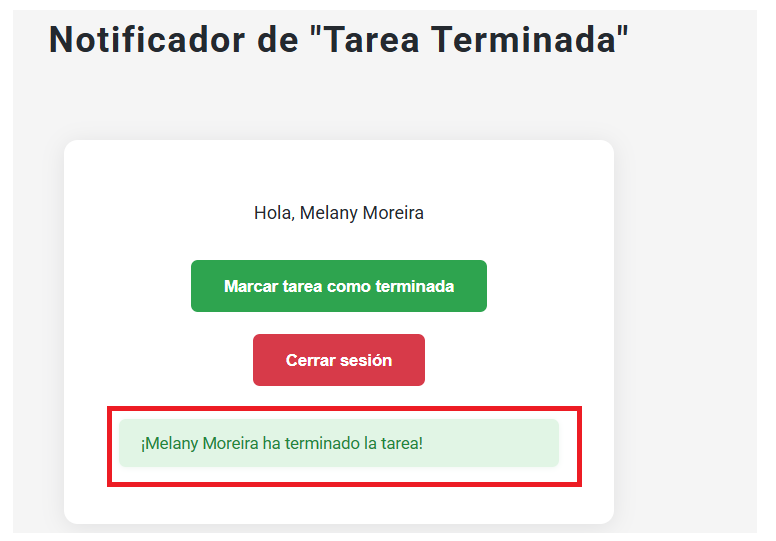 Notificador de "Tarea Terminada"
Hola, Melany Moreira
Marcar tarea como terminada
Cerrar sesión
¡Melany Moreira ha terminado la tarea!